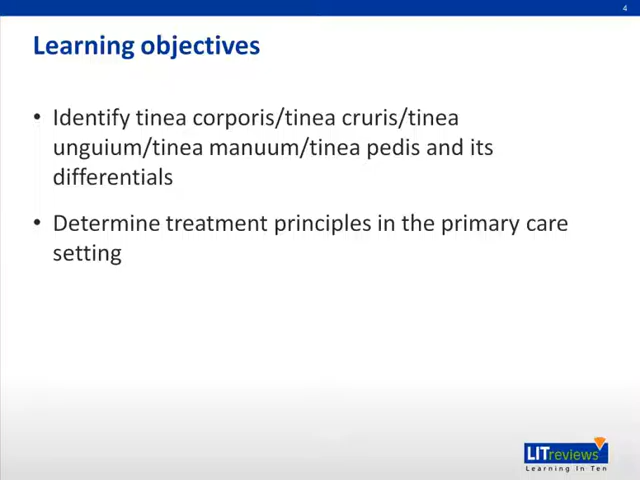 4
Learning objectives
• Identify tinea corporis/tinea cruris/tinea
unguium/tinea manuum/tinea pedis and its
differentials
• Determine treatment principles in the primary care
setting
LITreviews
Learning In Ten